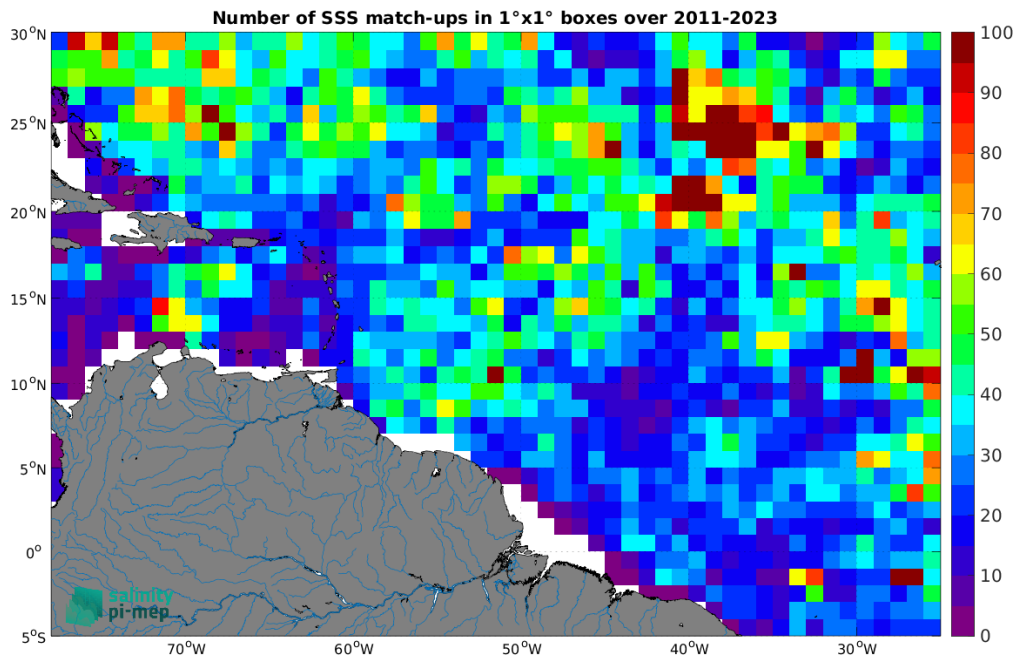 Number of SSS match-ups in 1°x1° boxes over 2011-2023
30°N
25°N
20°N
15°N
10°N
5°N
0°
5°S
70°W
60°W
50°W
40°W
30°W
100
90
80
70
60
50
40
30
20
10
0
salinity
pi-mep